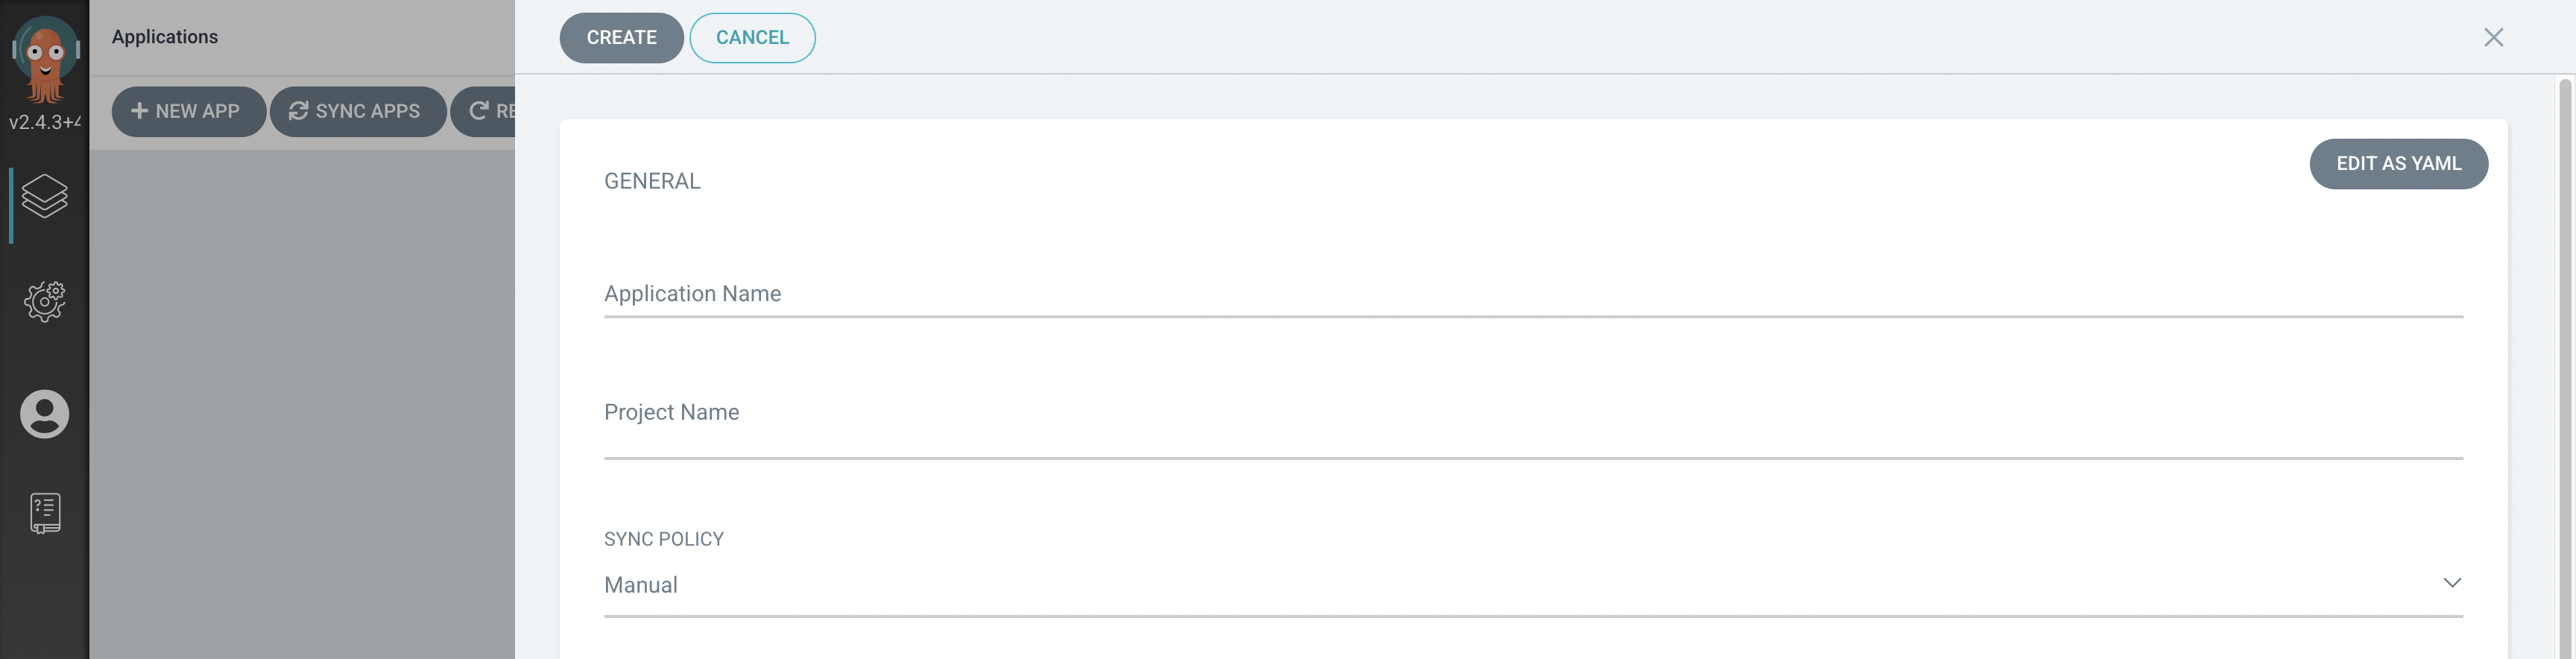 Applications
v2.4.3+4
NEW APP
SYNC APPS
RE
CREATE
CANCEL
EDIT AS YAML
GENERAL
Application Name
Project Name
SYNC POLICY
Manual